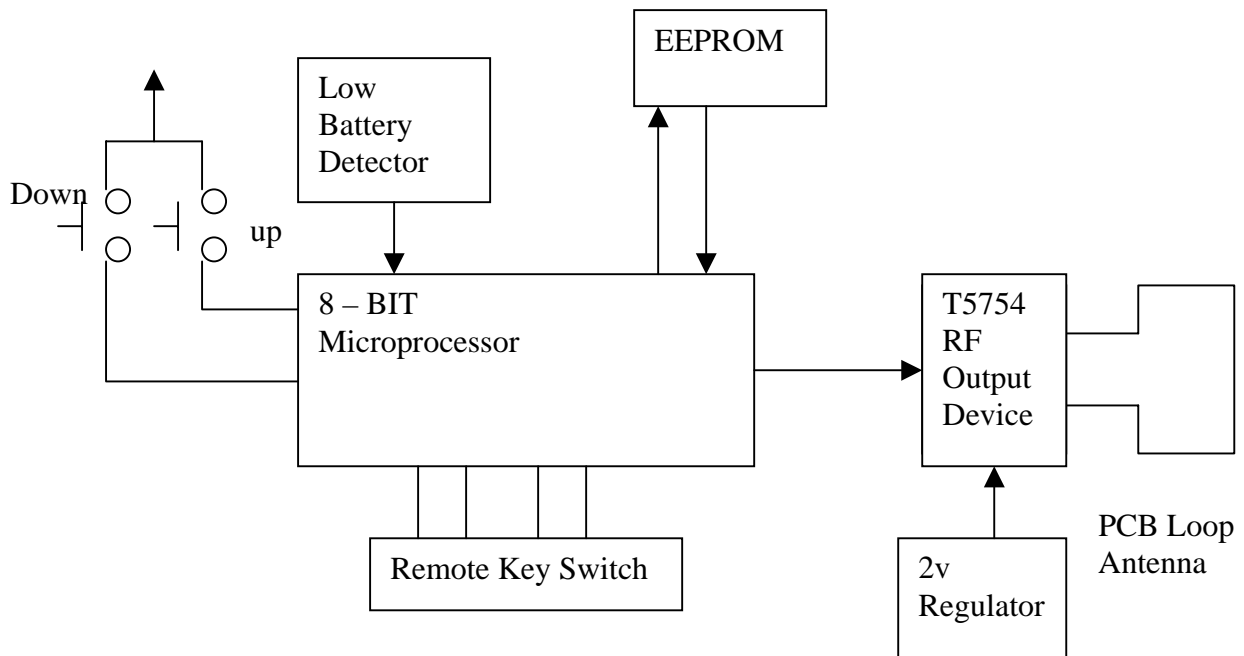 EEPROM
Low
Battery
Detector
Down
up
8 – BIT
Microprocessor
T5754
RF
Output
Device
Remote Key Switch
2v
Regulator
PCB Loop
Antenna